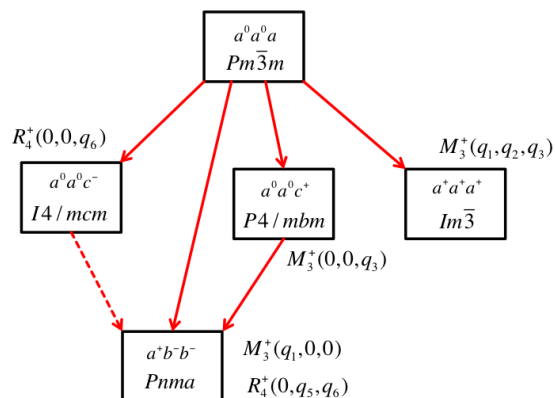 a⁰a⁰a
Pm3̅m
R₄⁺(0,0,q₆)
M₃⁺(q₁,q₂,q₃)
a⁰a⁰c⁻
I4/mcm
a⁰a⁰c⁺
P4/mbm
a⁺a⁺a⁺
Im3̅
M₃⁺(0,0,q₃)
a⁺b⁻b⁻
Pnma
M₃⁺(q₁,0,0)
R₄⁺(0,q₅,q₆)